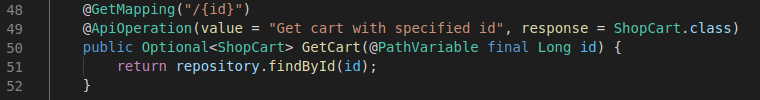 48 @GetMapping("/{id}")
49 @ApiOperation(value = "Get cart with specified id", response = ShopCart.class)
50 public Optional<ShopCart> GetCart(@PathVariable final Long id) {
51 return repository.findById(id);
52 }